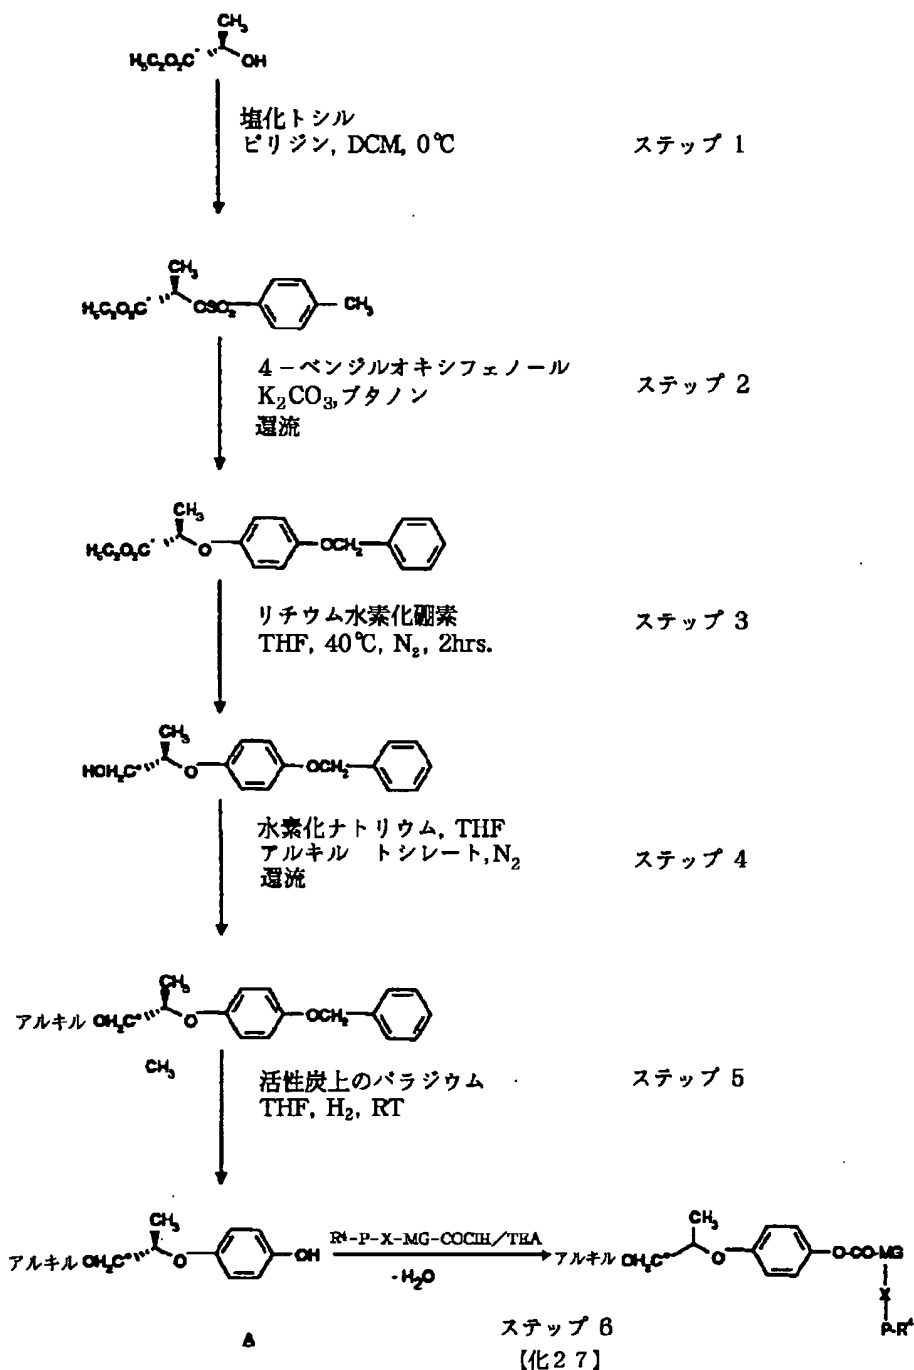 CH₃
H₅C₂O₂C OH
塩化トシル
ピリジン, DCM, 0℃ ステップ 1
CH₃
H₅C₂O₂C OSO₂ CH₃
4-ベンジルオキシフェノール
K₂CO₃,ブタノン ステップ 2
還流
CH₃
H₅C₂O₂C O OCH₂
リチウム水素化硼素 ステップ 3
THF, 40℃, N₂, 2hrs.
CH₃
HOH₂C O OCH₂
水素化ナトリウム, THF
アルキル トシレート,N₂ ステップ 4
還流
CH₃
アルキル OH₂C O OCH₂
CH₃
活性炭上のパラジウム ステップ 5
THF, H₂, RT
CH₃ CH₃
アルキル OH₂C O OH R⁴-P-X-MG-COClH/TEA アルキル OH₂C O O-CO-MG
-H₂O
X
A ステップ 6 P-R⁴
【化27】